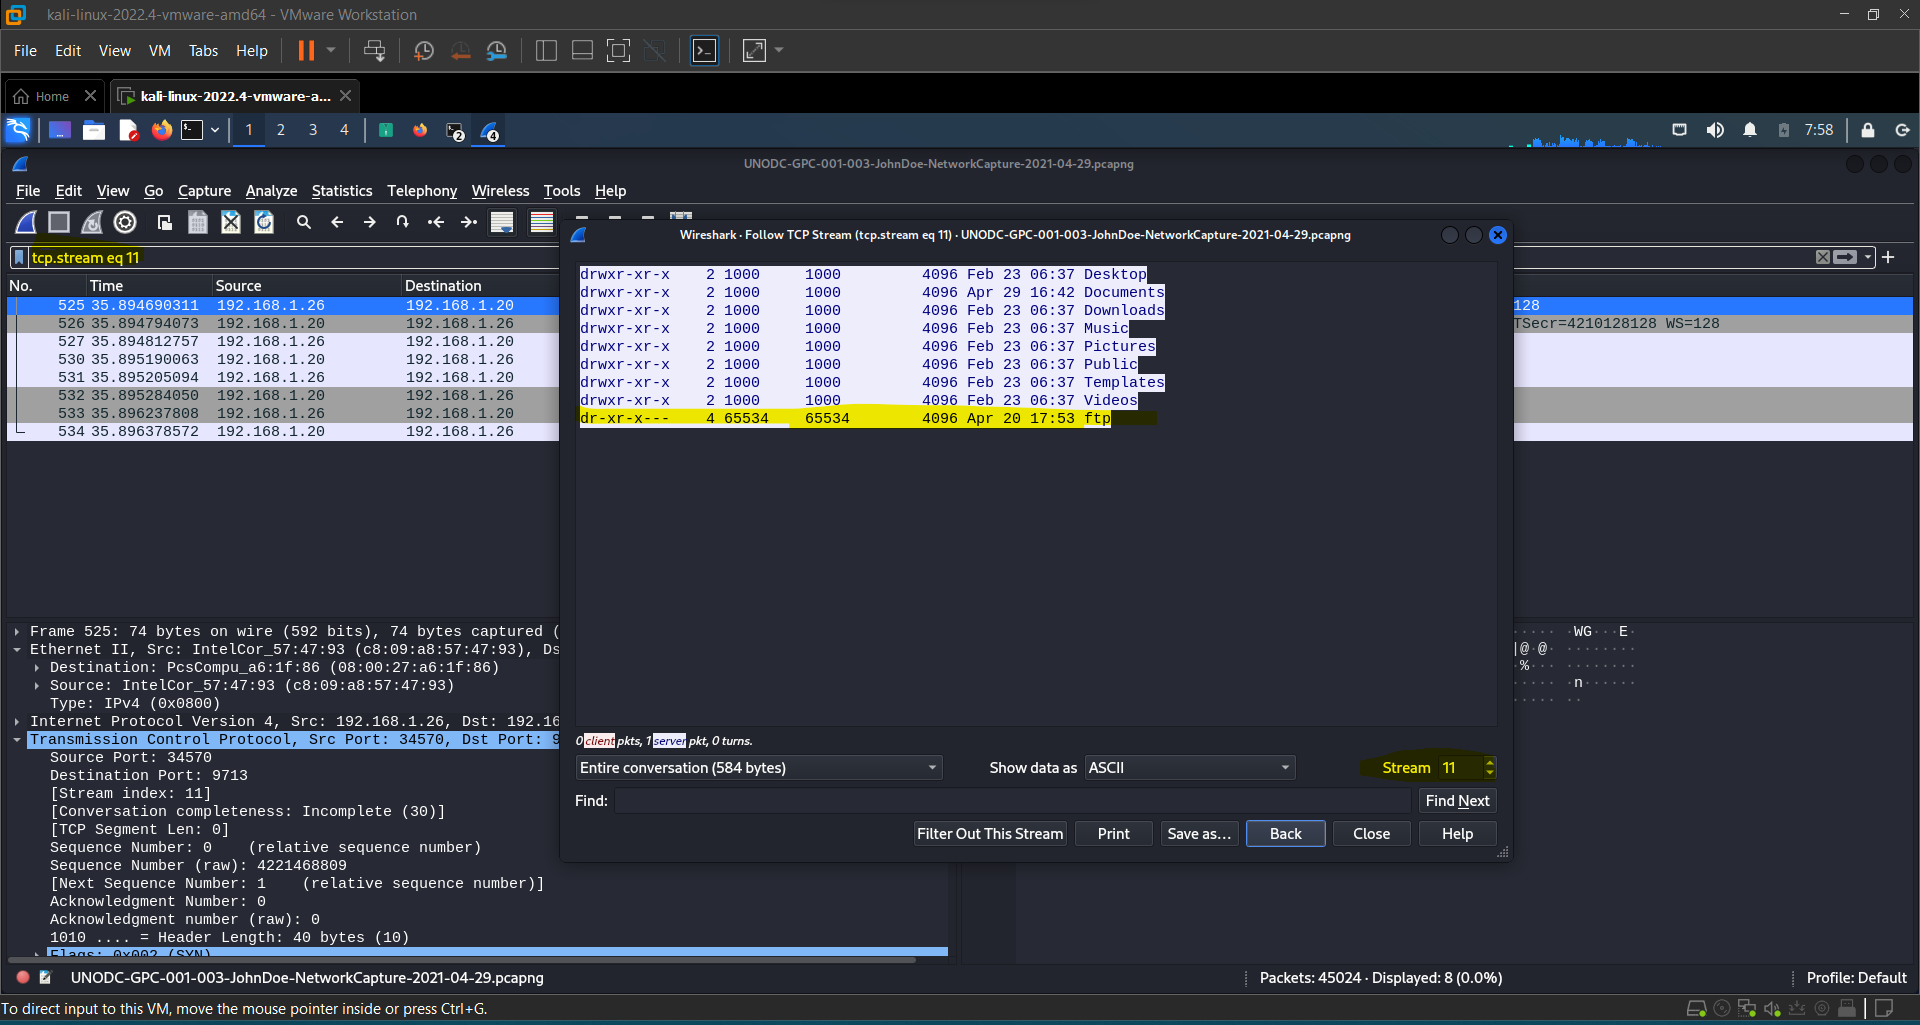 kali-linux-2022.4-vmware-amd64 - VMware Workstation
File Edit View VM Tabs Help
Home kali-linux-2022.4-vmware-a...
1 2 3 4 2 4 7:58
UNODC-GPC-001-003-JohnDoe-NetworkCapture-2021-04-29.pcapng
File Edit View Go Capture Analyze Statistics Telephony Wireless Tools Help
Wireshark · Follow TCP Stream (tcp.stream eq 11) · UNODC-GPC-001-003-JohnDoe-NetworkCapture-2021-04-29.pcapng
tcp.stream eq 11
No. Time Source Destination
525 35.894690311 192.168.1.26 192.168.1.20 128
526 35.894794073 192.168.1.20 192.168.1.26 TSecr=4210128128 WS=128
527 35.894812757 192.168.1.26 192.168.1.20
530 35.895190063 192.168.1.20 192.168.1.26
531 35.895205094 192.168.1.26 192.168.1.20
532 35.895284050 192.168.1.20 192.168.1.26
533 35.896237808 192.168.1.26 192.168.1.20
534 35.896378572 192.168.1.20 192.168.1.26
drwxr-xr-x 2 1000 1000 4096 Feb 23 06:37 Desktop
drwxr-xr-x 2 1000 1000 4096 Apr 29 16:42 Documents
drwxr-xr-x 2 1000 1000 4096 Feb 23 06:37 Downloads
drwxr-xr-x 2 1000 1000 4096 Feb 23 06:37 Music
drwxr-xr-x 2 1000 1000 4096 Feb 23 06:37 Pictures
drwxr-xr-x 2 1000 1000 4096 Feb 23 06:37 Public
drwxr-xr-x 2 1000 1000 4096 Feb 23 06:37 Templates
drwxr-xr-x 2 1000 1000 4096 Feb 23 06:37 Videos
dr-xr-x--- 4 65534 65534 4096 Apr 20 17:53 ftp
0 client pkts, 1 server pkt, 0 turns.
Entire conversation (584 bytes) Show data as ASCII Stream 11
Find: Find Next
Filter Out This Stream Print Save as... Back Close Help
Frame 525: 74 bytes on wire (592 bits), 74 bytes captured (
Ethernet II, Src: IntelCor_57:47:93 (c8:09:a8:57:47:93), Ds
Destination: PcsCompu_a6:1f:86 (08:00:27:a6:1f:86)
Source: IntelCor_57:47:93 (c8:09:a8:57:47:93)
Type: IPv4 (0x0800)
Internet Protocol Version 4, Src: 192.168.1.26, Dst: 192.16
Transmission Control Protocol, Src Port: 34570, Dst Port: 9
Source Port: 34570
Destination Port: 9713
[Stream index: 11]
[Conversation completeness: Incomplete (30)]
[TCP Segment Len: 0]
Sequence Number: 0 (relative sequence number)
Sequence Number (raw): 4221468809
[Next Sequence Number: 1 (relative sequence number)]
Acknowledgment Number: 0
Acknowledgment number (raw): 0
1010 .... = Header Length: 40 bytes (10)
Flags: 0x002 (SYN)
····· ·WG···E·
|@·@· ········
·%··· ········
····· ·n······
····· ··
UNODC-GPC-001-003-JohnDoe-NetworkCapture-2021-04-29.pcapng Packets: 45024 · Displayed: 8 (0.0%) Profile: Default
To direct input to this VM, move the mouse pointer inside or press Ctrl+G.